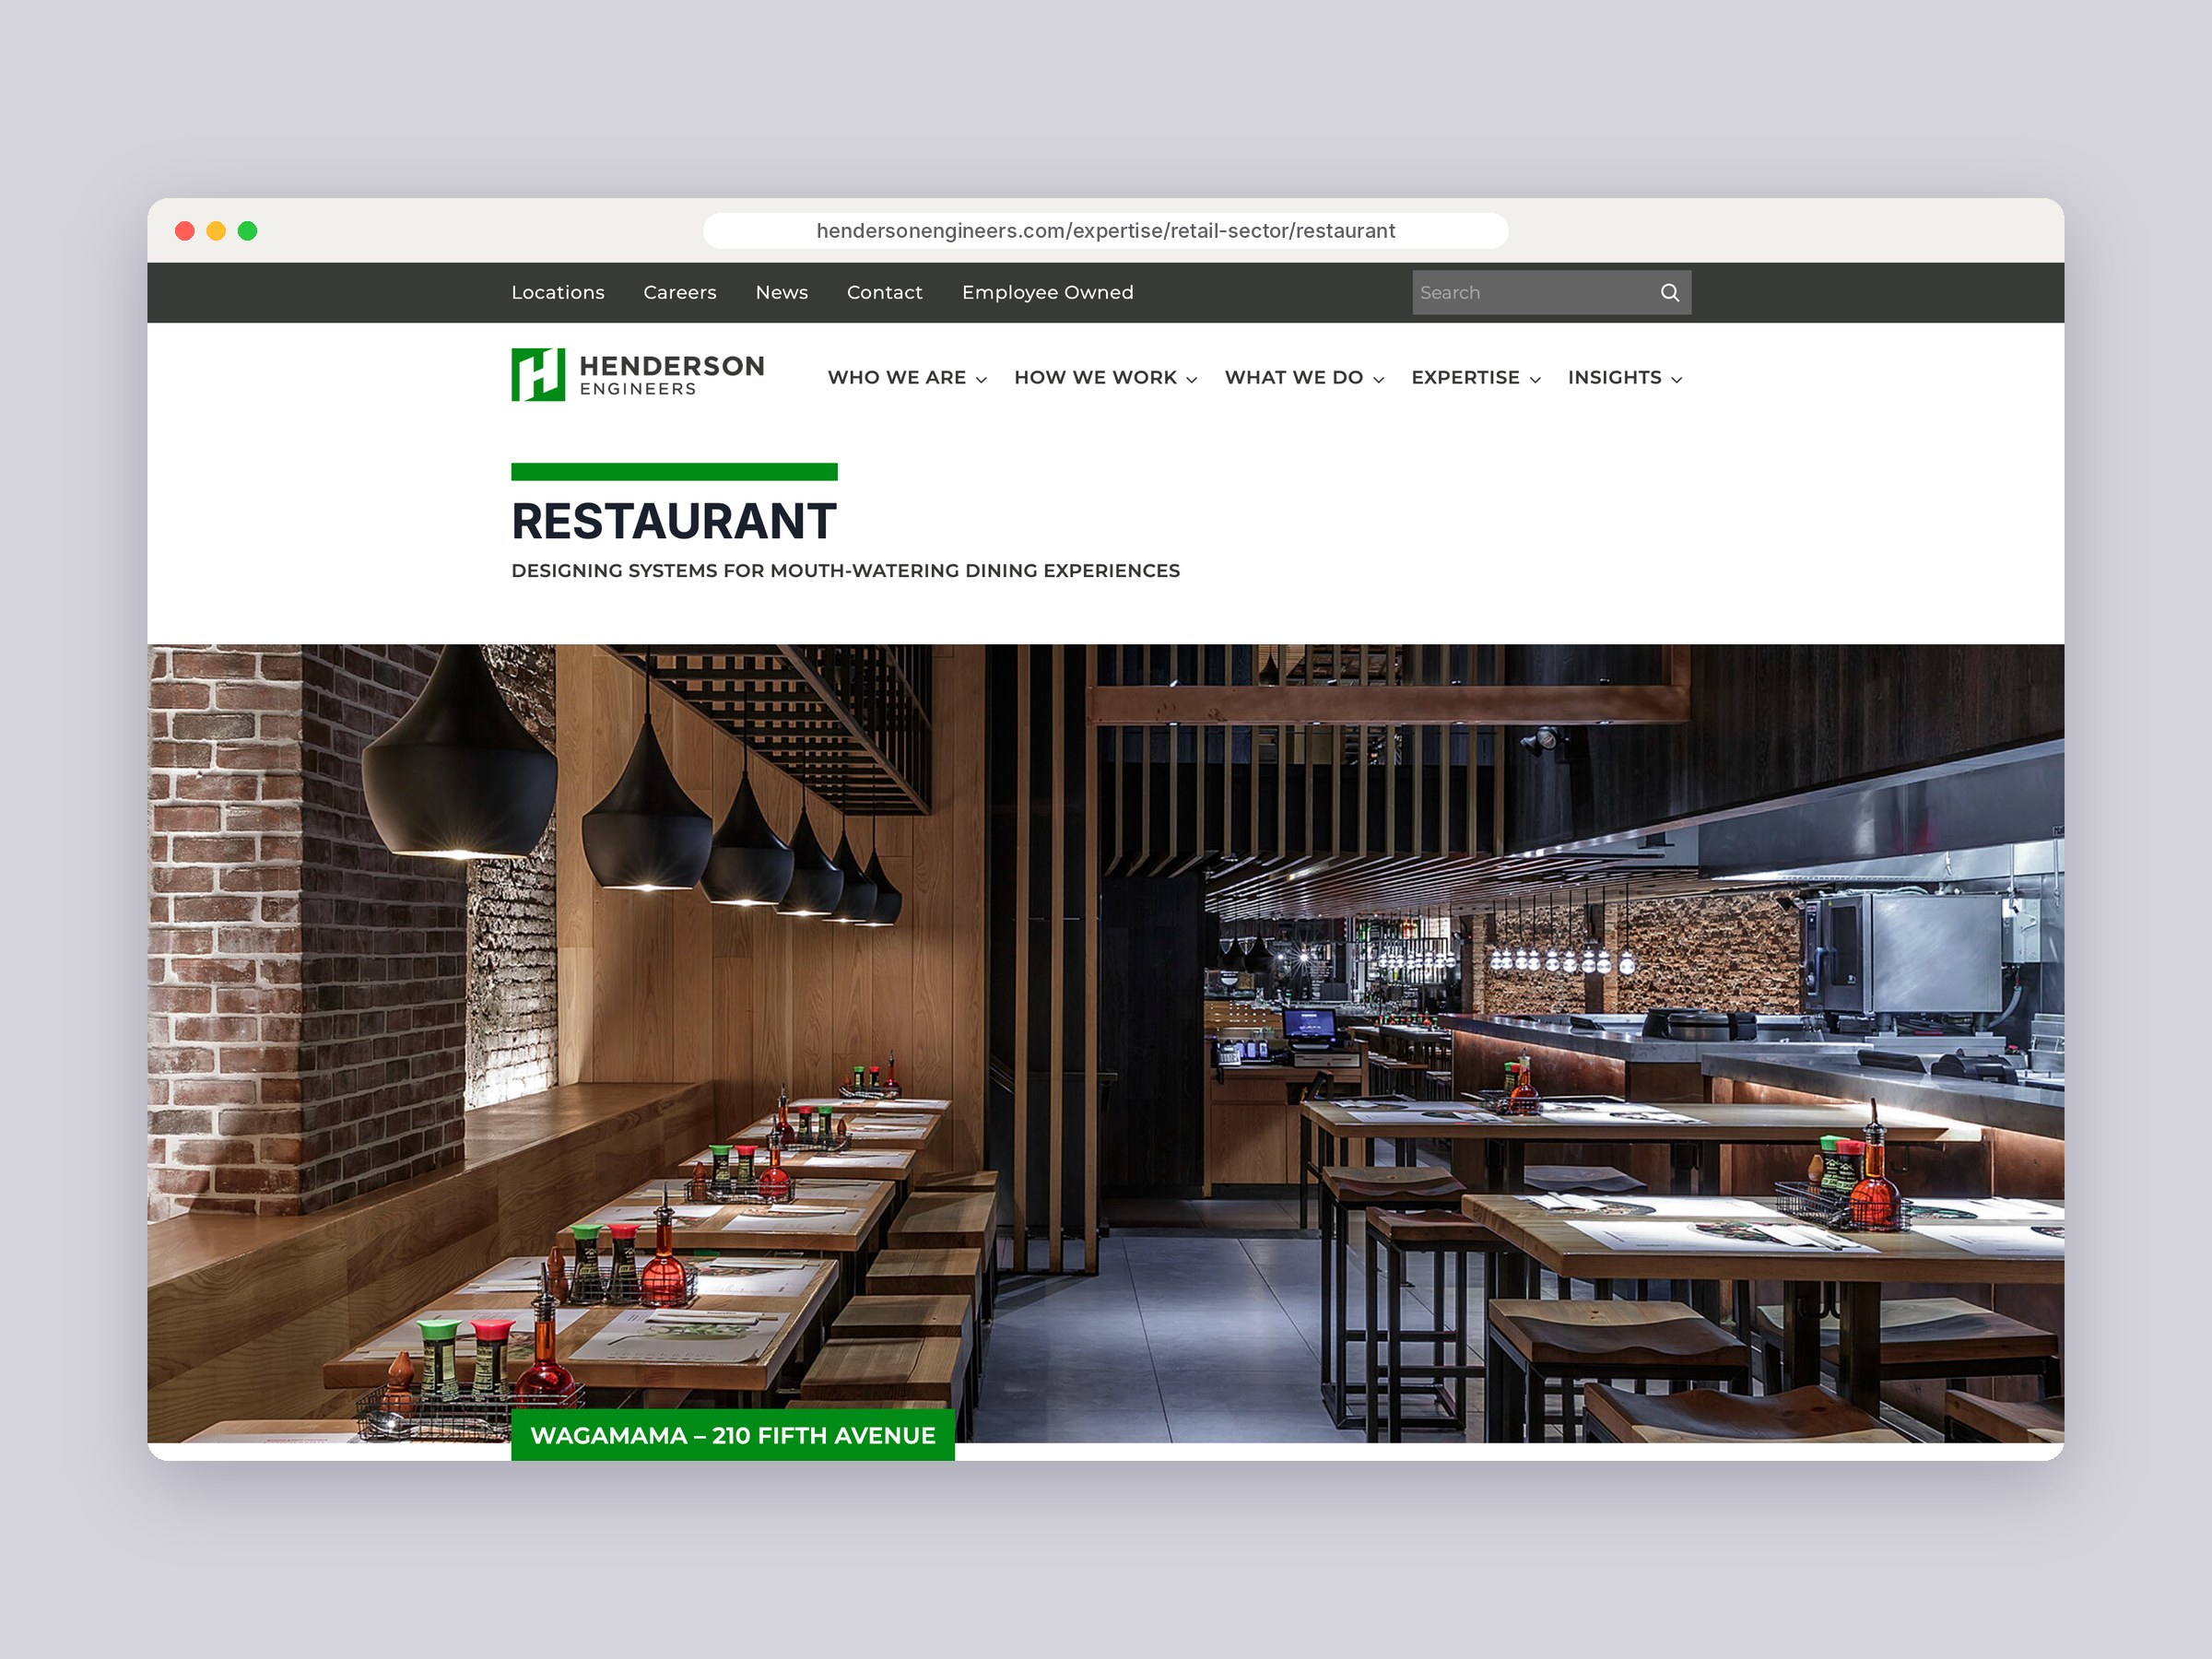 hendersonengineers.com/expertise/retail-sector/restaurant
Locations Careers News Contact Employee Owned Search
HENDERSON
ENGINEERS
WHO WE ARE HOW WE WORK WHAT WE DO EXPERTISE INSIGHTS
RESTAURANT
DESIGNING SYSTEMS FOR MOUTH-WATERING DINING EXPERIENCES
WAGAMAMA – 210 FIFTH AVENUE